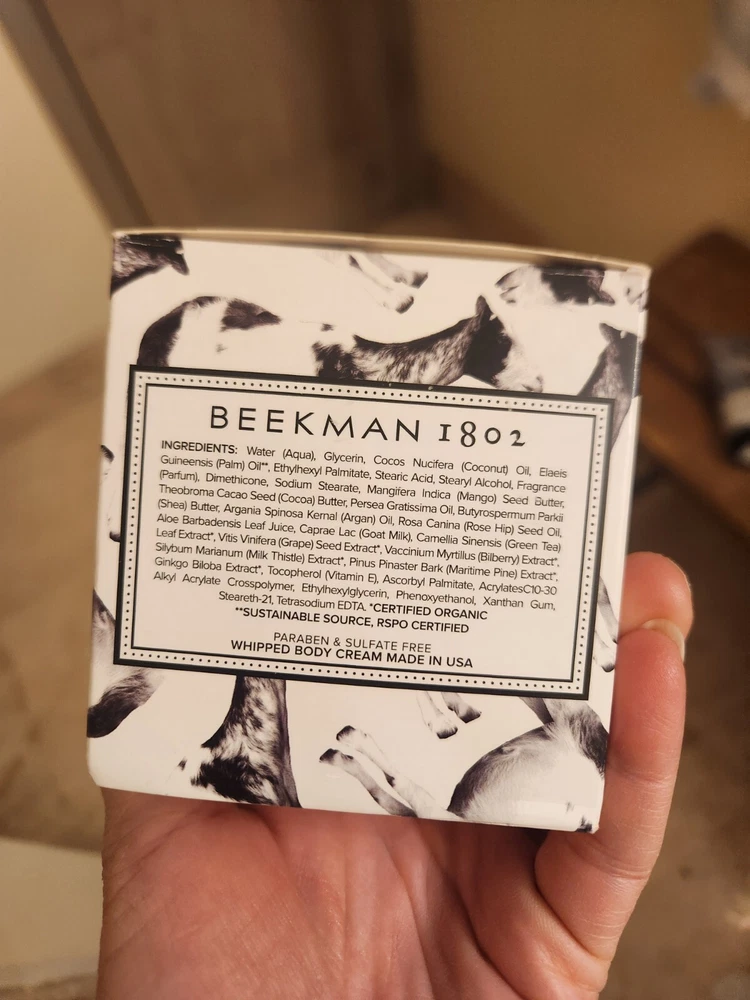 BEEKMAN 1802
INGREDIENTS: Water (Aqua), Glycerin, Cocos Nucifera (Coconut) Oil, Elaeis
Guineensis (Palm) Oil**, Ethylhexyl Palmitate, Stearic Acid, Stearyl Alcohol, Fragrance
(Parfum), Dimethicone, Sodium Stearate, Mangifera Indica (Mango) Seed Butter,
Theobroma Cacao Seed (Cocoa) Butter, Persea Gratissima Oil, Butyrospermum Parkii
(Shea) Butter, Argania Spinosa Kernal (Argan) Oil, Rosa Canina (Rose Hip) Seed Oil,
Aloe Barbadensis Leaf Juice, Caprae Lac (Goat Milk), Camellia Sinensis (Green Tea)
Leaf Extract*, Vitis Vinifera (Grape) Seed Extract*, Vaccinium Myrtillus (Bilberry) Extract*,
Silybum Marianum (Milk Thistle) Extract*, Pinus Pinaster Bark (Maritime Pine) Extract*,
Ginkgo Biloba Extract*, Tocopherol (Vitamin E), Ascorbyl Palmitate, AcrylatesC10-30
Alkyl Acrylate Crosspolymer, Ethylhexylglycerin, Phenoxyethanol, Xanthan Gum,
Steareth-21, Tetrasodium EDTA. *CERTIFIED ORGANIC
**SUSTAINABLE SOURCE, RSPO CERTIFIED
PARABEN & SULFATE FREE
WHIPPED BODY CREAM MADE IN USA